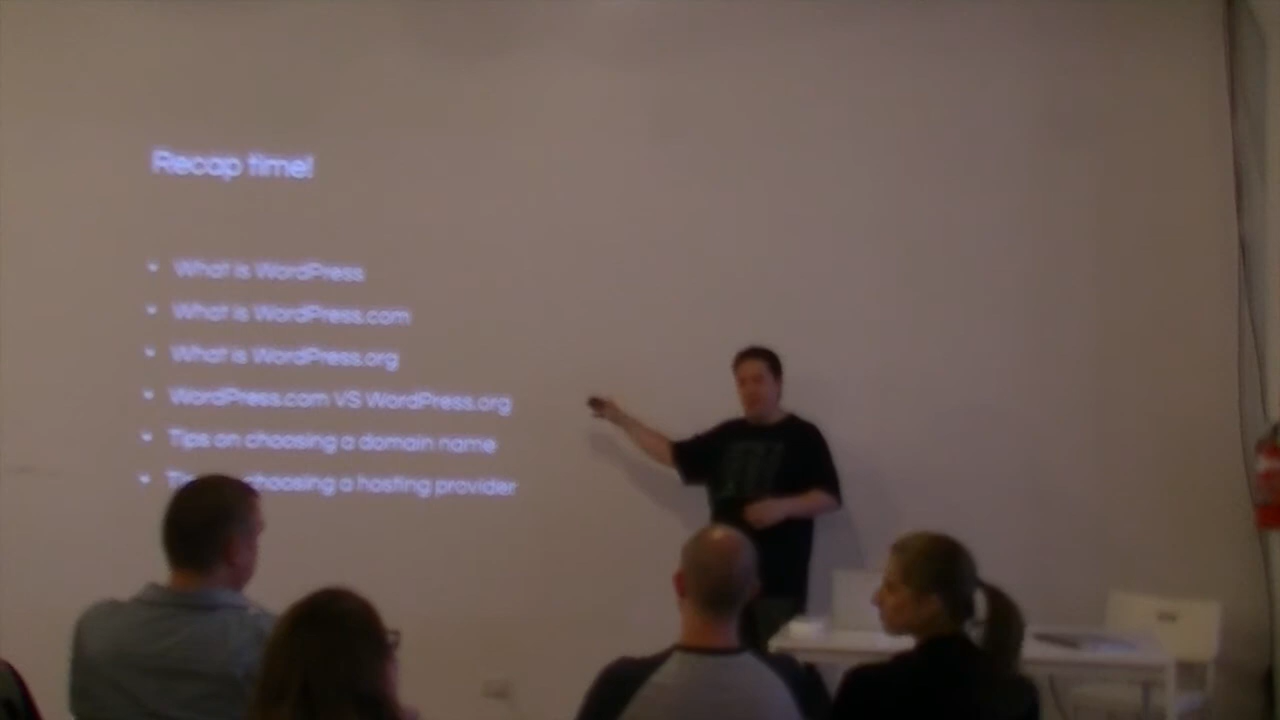 Recap time!
• What is WordPress
• What is WordPress.com
• What is WordPress.org
• WordPress.com VS WordPress.org
• Tips on choosing a domain name
• choosing a hosting provider